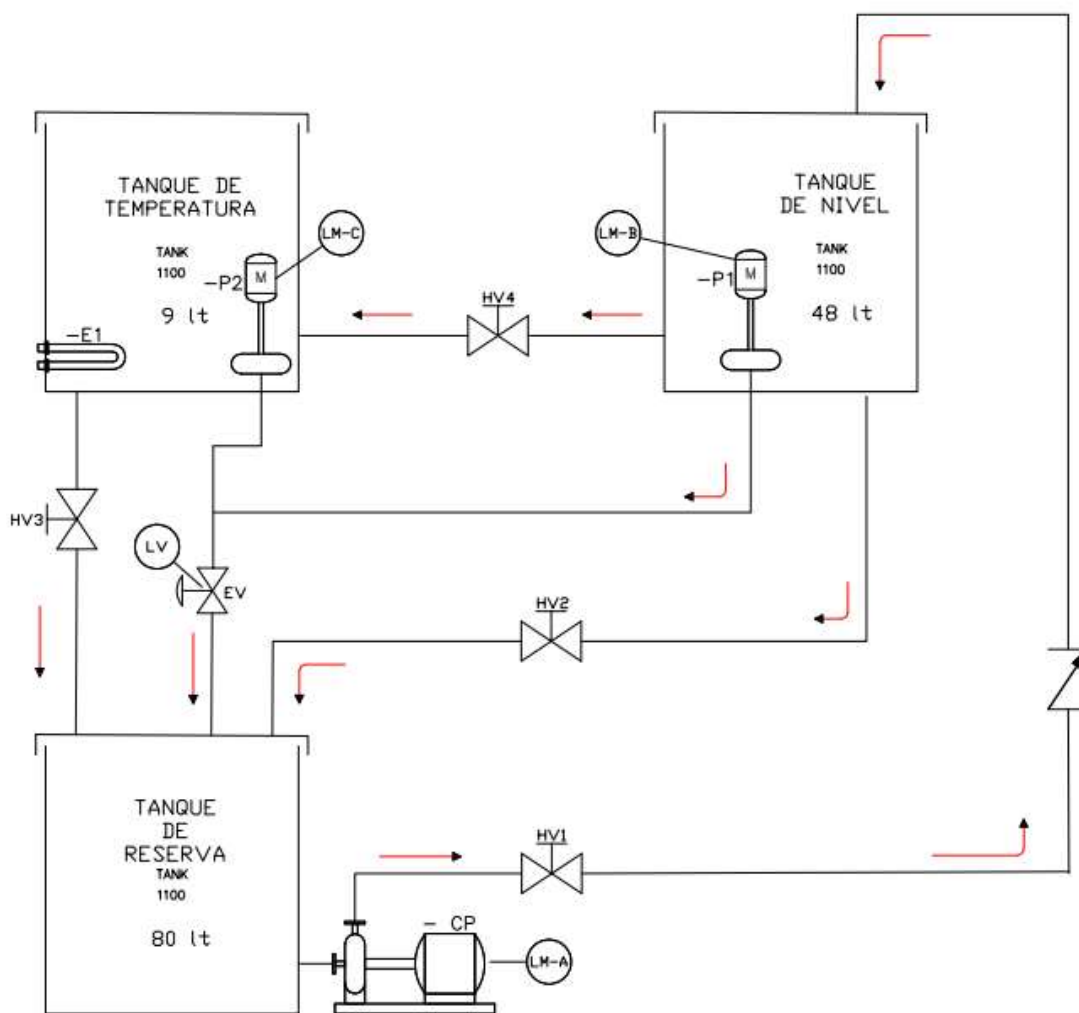 TANQUE DE
TEMPERATURA
TANK
1100
9 lt
-E1
-P2
M
LM-C
HV4
LM-B
-P1
M
TANQUE
DE NIVEL
TANK
1100
48 lt
HV3
LV
EV
HV2
TANQUE
DE
RESERVA
TANK
1100
80 lt
HV1
- CP
LM-A